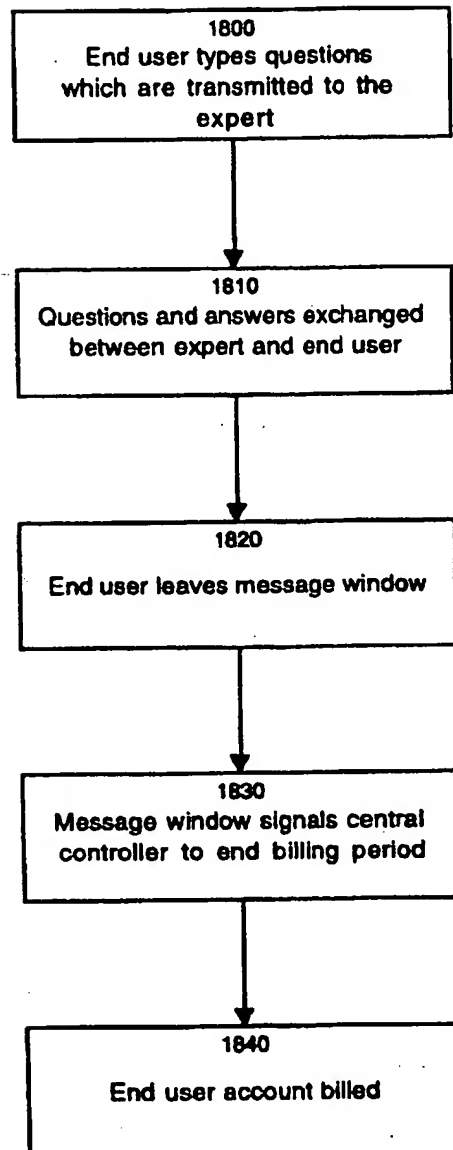 1800
End user types questions
which are transmitted to the
expert
1810
Questions and answers exchanged
between expert and end user
1820
End user leaves message window
1830
Message window signals central
controller to end billing period
1840
End user account billed